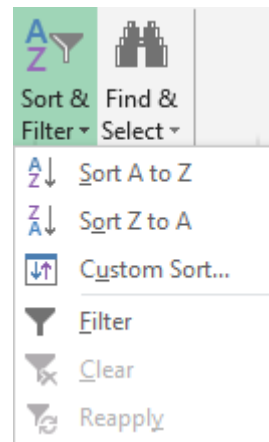 Sort & Find &
Filter Select
Sort A to Z
Sort Z to A
Custom Sort...
Filter
Clear
Reapply